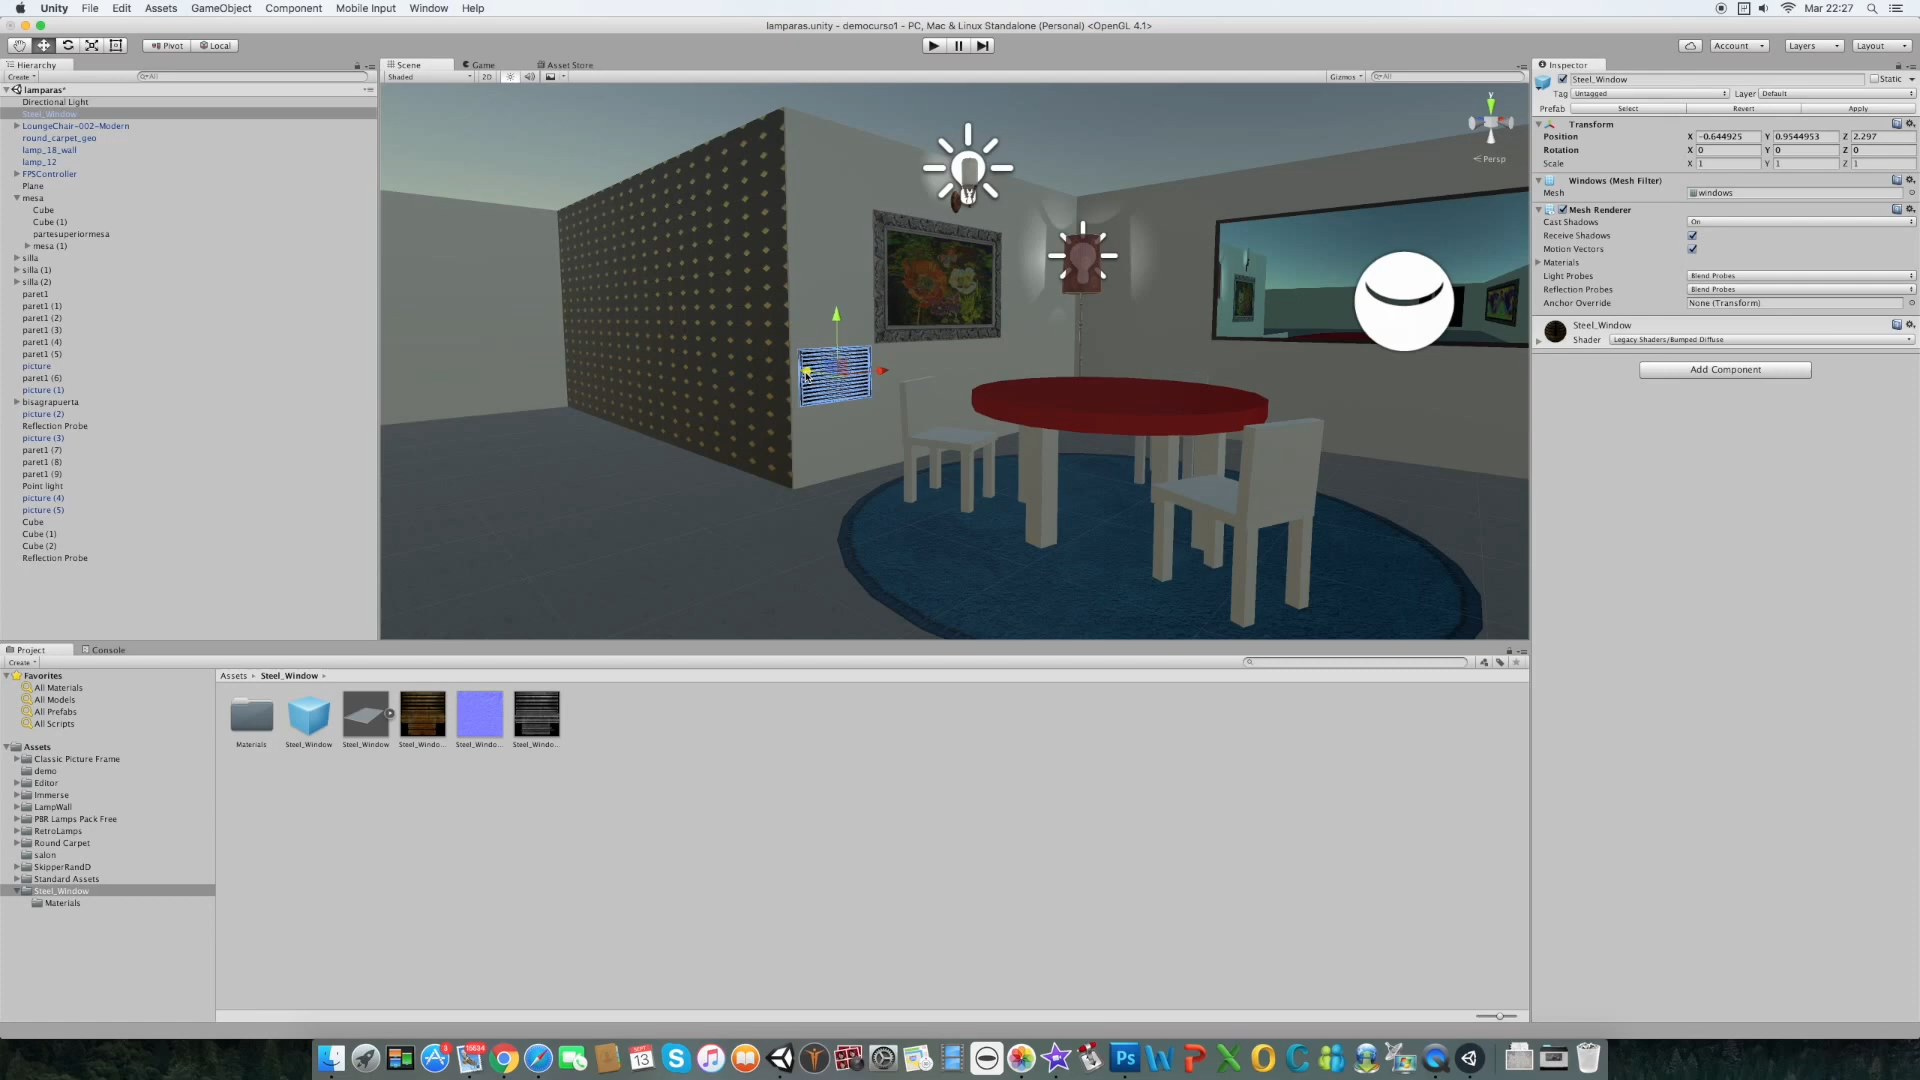 Unity File Edit Assets GameObject Component Mobile Input Window Help Mar 22:27
lamparas.unity - democurso1 - PC, Mac & Linux Standalone (Personal) <OpenGL 4.1>
Pivot Local Account Layers Layout
Hierarchy Scene Game Asset Store Inspector
Create All Shaded 2D Gizmos All Steel_Window Static
lamparas* Tag Untagged Layer Default
Directional Light Prefab Select Revert Apply
Steel_Window Transform
LoungeChair-002-Modern Position X -0.644925 Y 0.9544953 Z 2.297
round_carpet_geo Rotation X 0 Y 0 Z 0
lamp_18_wall y Persp Scale X 1 Y 1 Z 1
lamp_12
FPSController Windows (Mesh Filter)
Plane Mesh windows
mesa Mesh Renderer
Cube Cast Shadows On
Cube (1) Receive Shadows
partesuperiormesa Motion Vectors
mesa (1) Materials
silla Light Probes Blend Probes
silla (1) Reflection Probes Blend Probes
silla (2) Anchor Override None (Transform)
paret1
paret1 (1) Steel_Window
paret1 (2) Shader Legacy Shaders/Bumped Diffuse
paret1 (3) Add Component
paret1 (4)
paret1 (5)
picture
paret1 (6)
picture (1)
bisagrapuerta
picture (2)
Reflection Probe
picture (3)
paret1 (7)
paret1 (8)
paret1 (9)
Point light
picture (4)
picture (5)
Cube
Cube (1)
Cube (2)
Reflection Probe
Project Console
Create
Favorites Assets Steel_Window
All Materials
All Models
All Prefabs
All Scripts
Materials Steel_Window Steel_Window Steel_Windo... Steel_Windo... Steel_Windo...
Assets
Classic Picture Frame
demo
Editor
Immerse
LampWall
PBR Lamps Pack Free
RetroLamps
Round Carpet
salon
SkipperRandD
Standard Assets
Steel_Window
Materials
3 15634 SEPT 13 Ps